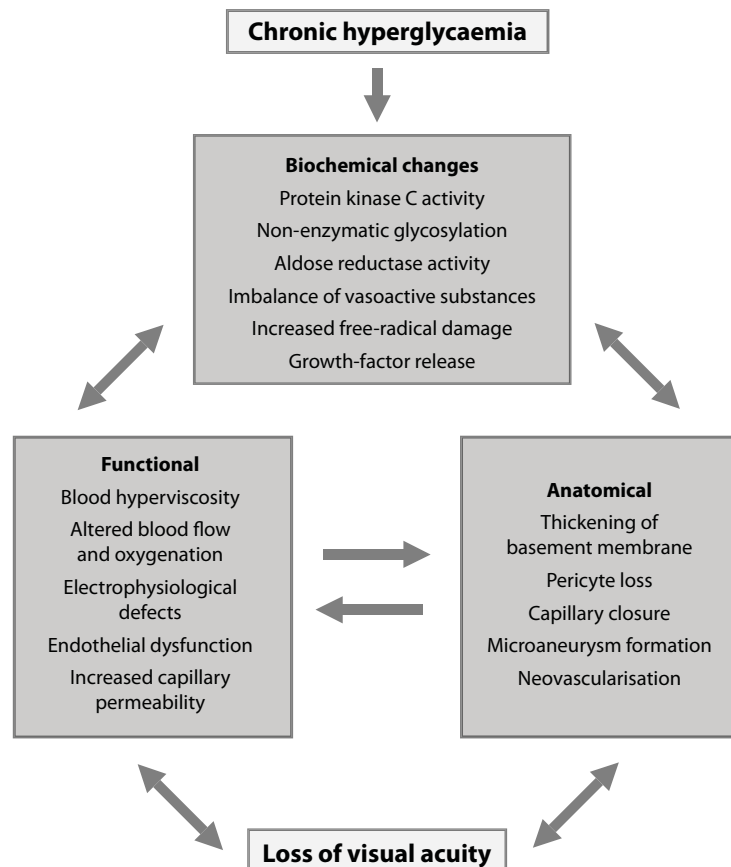 Chronic hyperglycaemia
Biochemical changes
Protein kinase C activity
Non-enzymatic glycosylation
Aldose reductase activity
Imbalance of vasoactive substances
Increased free-radical damage
Growth-factor release
Functional
Blood hyperviscosity
Altered blood flow
and oxygenation
Electrophysiological
defects
Endothelial dysfunction
Increased capillary
permeability
Anatomical
Thickening of
basement membrane
Pericyte loss
Capillary closure
Microaneurysm formation
Neovascularisation
Loss of visual acuity